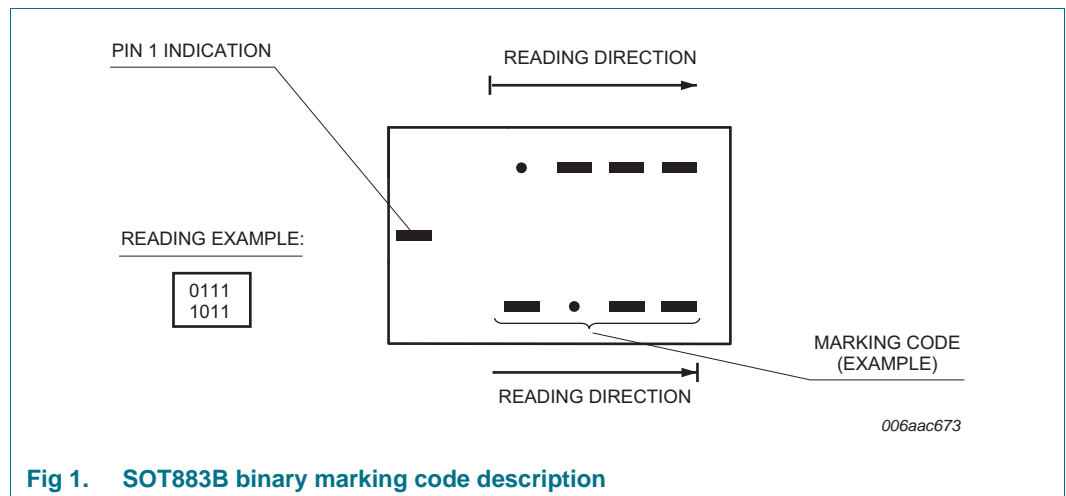 PIN 1 INDICATION
READING DIRECTION
READING EXAMPLE:
0111
1011
MARKING CODE
(EXAMPLE)
READING DIRECTION
006aac673
Fig 1. SOT883B binary marking code description